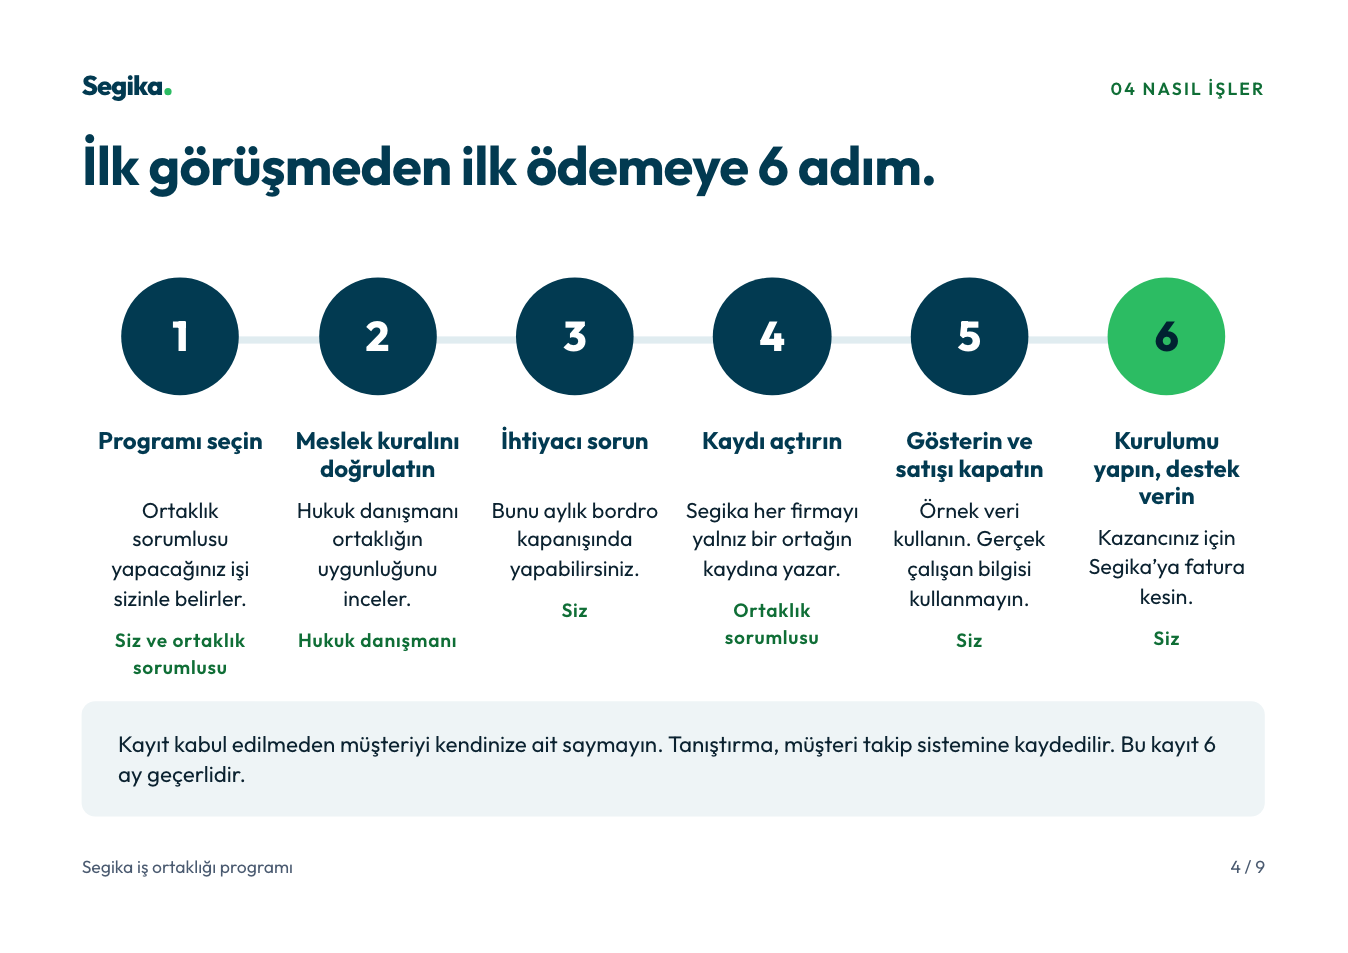 Segika.
04 NASIL İŞLER
İlk görüşmeden ilk ödemeye 6 adım.
1
2
3
4
5
6
Programı seçin
Ortaklık
sorumlusu
yapacağınız işi
sizinle belirler.
Siz ve ortaklık
sorumlusu
Meslek kuralını
doğrulatın
Hukuk danışmanı
ortaklığın
uygunluğunu
inceler.
Hukuk danışmanı
İhtiyacı sorun
Bunu aylık bordro
kapanışında
yapabilirsiniz.
Siz
Kaydı açtırın
Segika her firmayı
yalnız bir ortağın
kaydına yazar.
Ortaklık
sorumlusu
Gösterin ve
satışı kapatın
Örnek veri
kullanın. Gerçek
çalışan bilgisi
kullanmayın.
Siz
Kurulumu
yapın, destek
verin
Kazancınız için
Segika’ya fatura
kesin.
Siz
Kayıt kabul edilmeden müşteriyi kendinize ait saymayın. Tanıştırma, müşteri takip sistemine kaydedilir. Bu kayıt 6
ay geçerlidir.
Segika iş ortaklığı programı
4 / 9